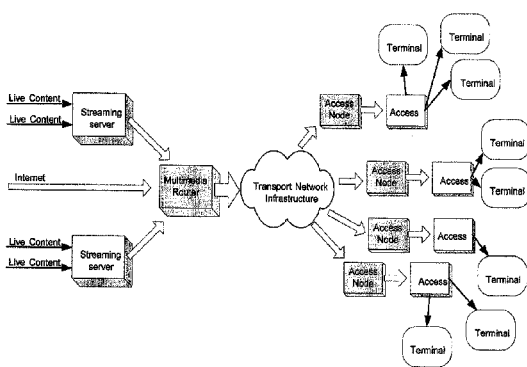 Live Content
Live Content
Streaming
server
Internet
Multimedia
Router
Live Content
Live Content
Streaming
server
Transport Network
Infrastructure
Access
Node
Access
Terminal
Terminal
Terminal
Access
Node
Access
Terminal
Terminal
Access
Node
Access
Terminal
Access
Node
Access
Terminal
Terminal